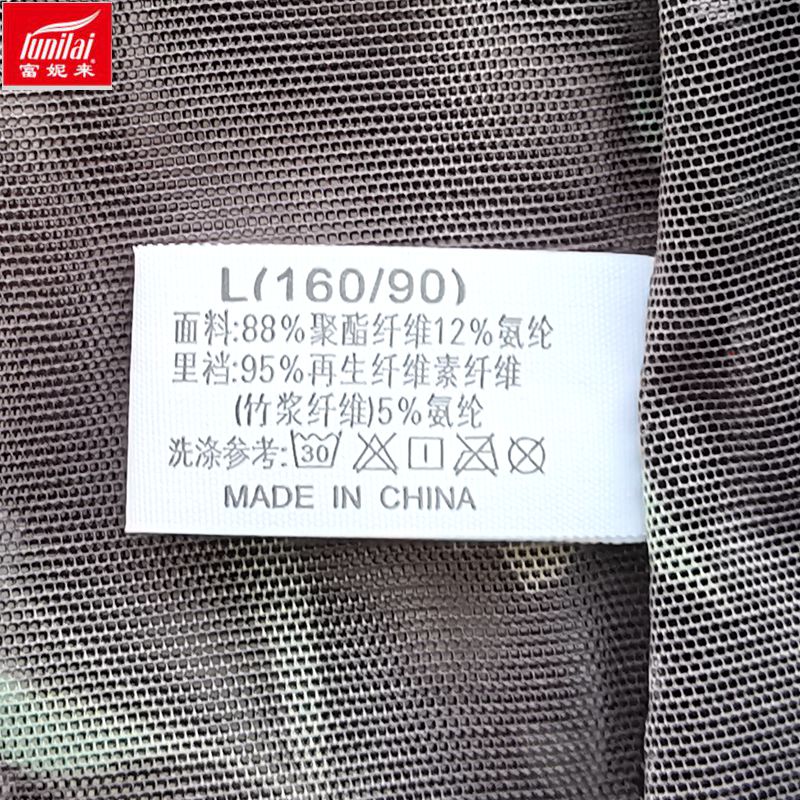 Funilai
富妮来®
L(160/90)
面料:88%聚酯纤维12%氨纶
里裆:95%再生纤维素纤维
(竹浆纤维)5%氨纶
洗涤参考: 30
MADE IN CHINA